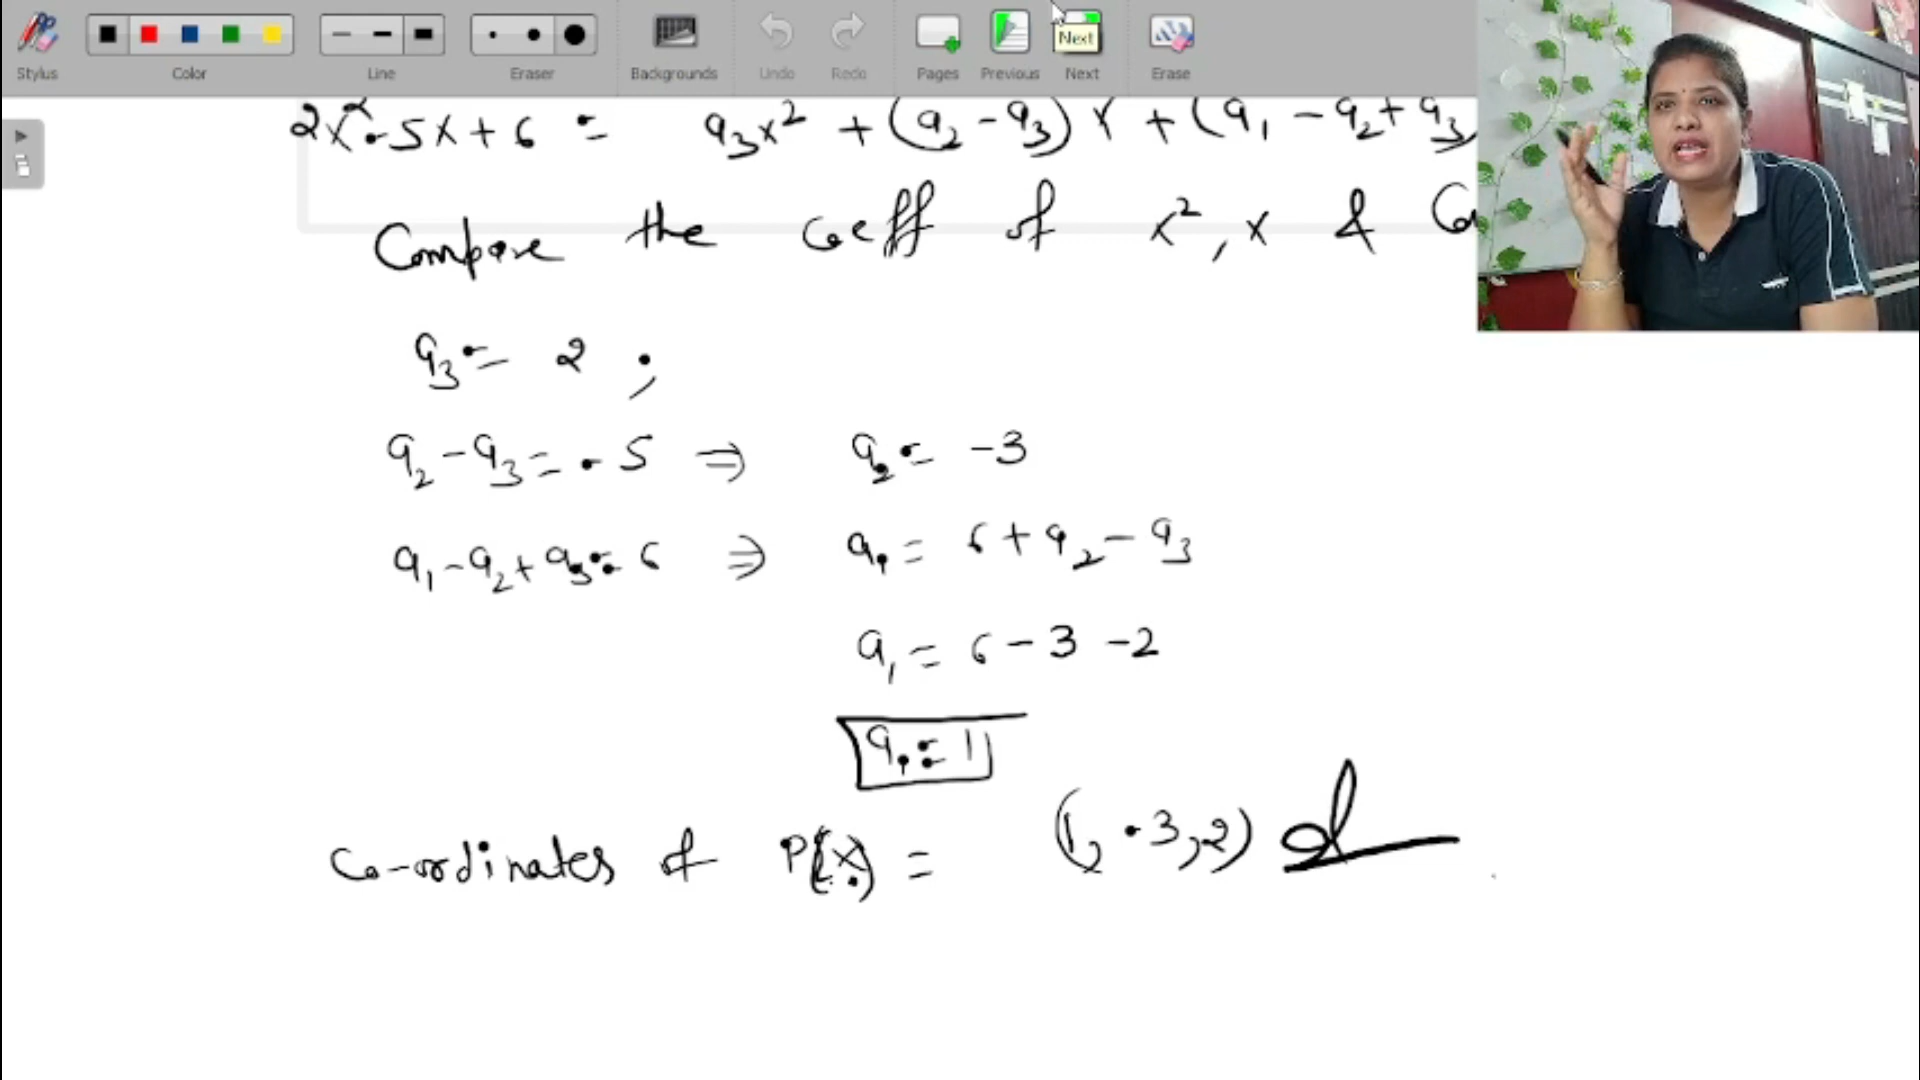 Stylus Color Line Eraser Backgrounds Undo Redo Pages Previous Next Erase
Next
2x² - 5x + 6 = a₃x² + (a₂ - a₃) x + (a₁ - a₂ + a₃
Compare the coeff of x², x &
a₃ = 2 ;
a₂ - a₃ = -5 ⇒ a₂ = -3
a₁ - a₂ + a₃ = 6 ⇒ a₁ = 6 + a₂ - a₃
a₁ = 6 - 3 - 2
a₁ = 1
Co-ordinates of P(x) = (1, -3, 2)